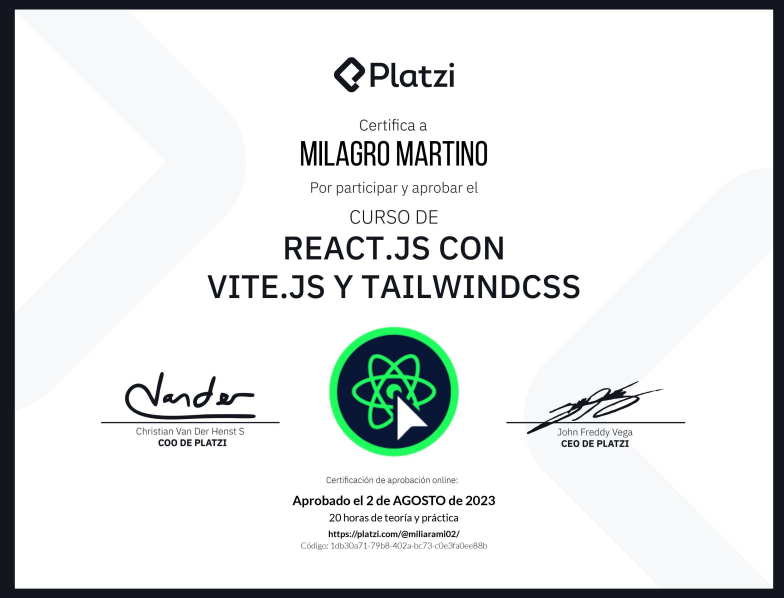 Platzi
Certifica a
MILAGRO MARTINO
Por participar y aprobar el
CURSO DE
REACT.JS CON
VITE.JS Y TAILWINDCSS
Vander
Christian Van Der Henst S
COO DE PLATZI
John Freddy Vega
CEO DE PLATZI
Certificación de aprobación online:
Aprobado el 2 de AGOSTO de 2023
20 horas de teoría y práctica
https://platzi.com/@miliarami02/
Código: 1db30a71-79b8-402a-bc73-c0e3fa0ee88b